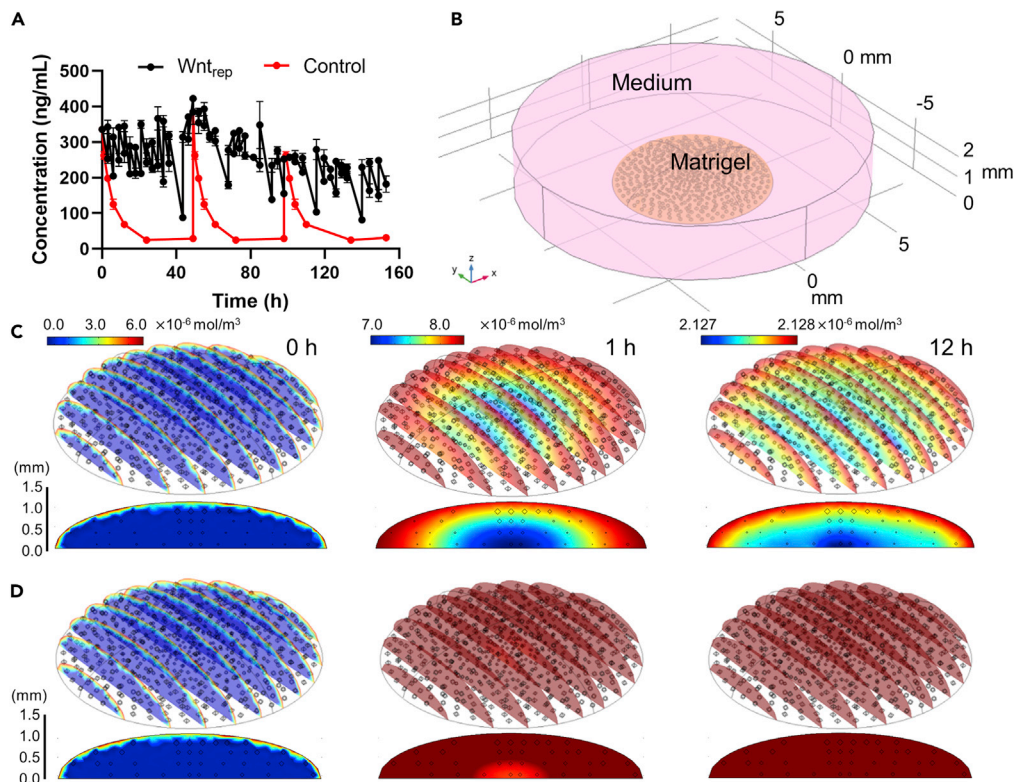 A
Wntrep
Control
Concentration (ng/mL)
500
400
300
200
100
0
0 40 80 120 160
Time (h)
B
Medium
Matrigel
5
0 mm
-5
2
1 mm
0
5
0
mm
z
y x
C
0.0 3.0 6.0 ×10⁻⁶ mol/m³
0 h
7.0 8.0 ×10⁻⁶ mol/m³
1 h
2.127 2.128 ×10⁻⁶ mol/m³
12 h
(mm)
1.5
1.0
0.5
0.0
D
(mm)
1.5
1.0
0.5
0.0